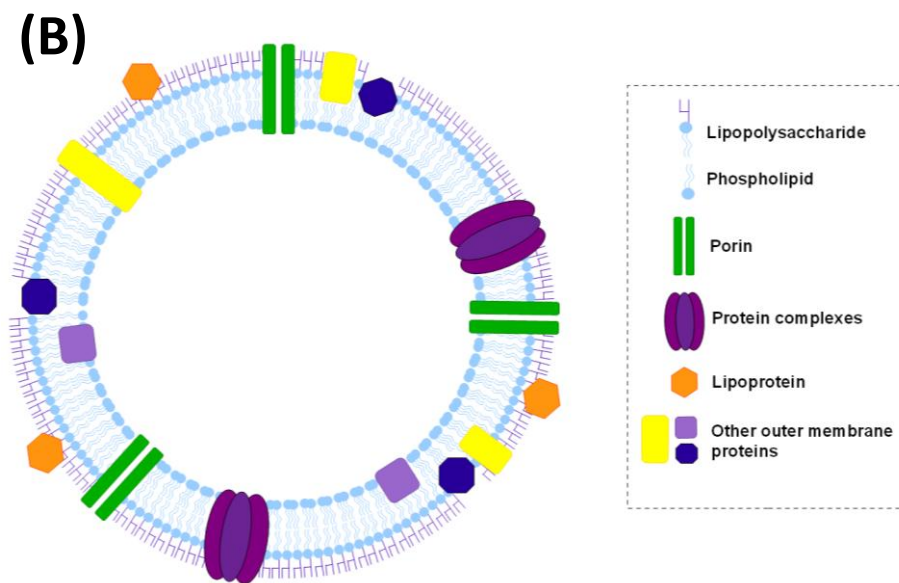 (B)
Lipopolysaccharide
Phospholipid
Porin
Protein complexes
Lipoprotein
Other outer membrane
proteins